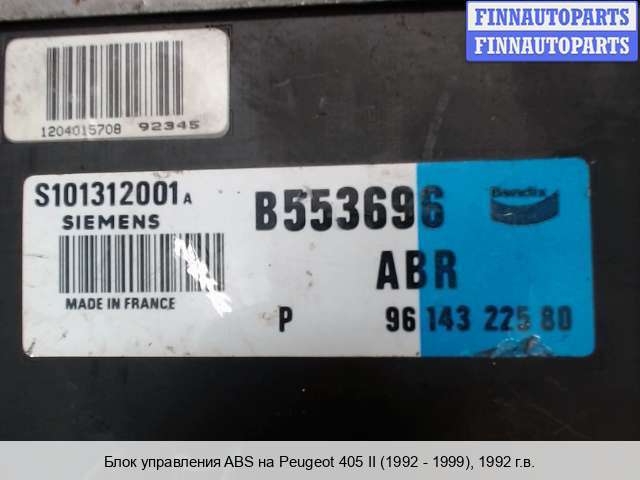 FINNAUTOPARTS
FINNAUTOPARTS
1204015708 92345
S101312001 A
SIEMENS
B553696
Bendix
ABR
MADE IN FRANCE
P 96 143 225 80
Блок управления ABS на Peugeot 405 II (1992 - 1999), 1992 г.в.